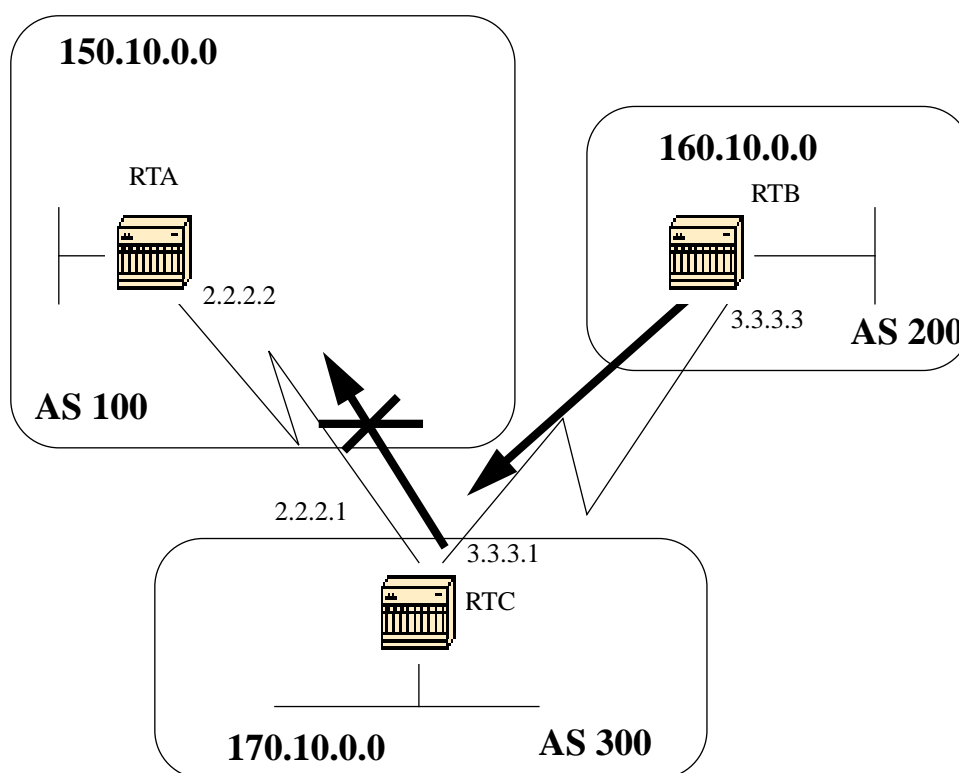 150.10.0.0
160.10.0.0
RTA
RTB
2.2.2.2
3.3.3.3
AS 200
AS 100
2.2.2.1
3.3.3.1
RTC
170.10.0.0
AS 300